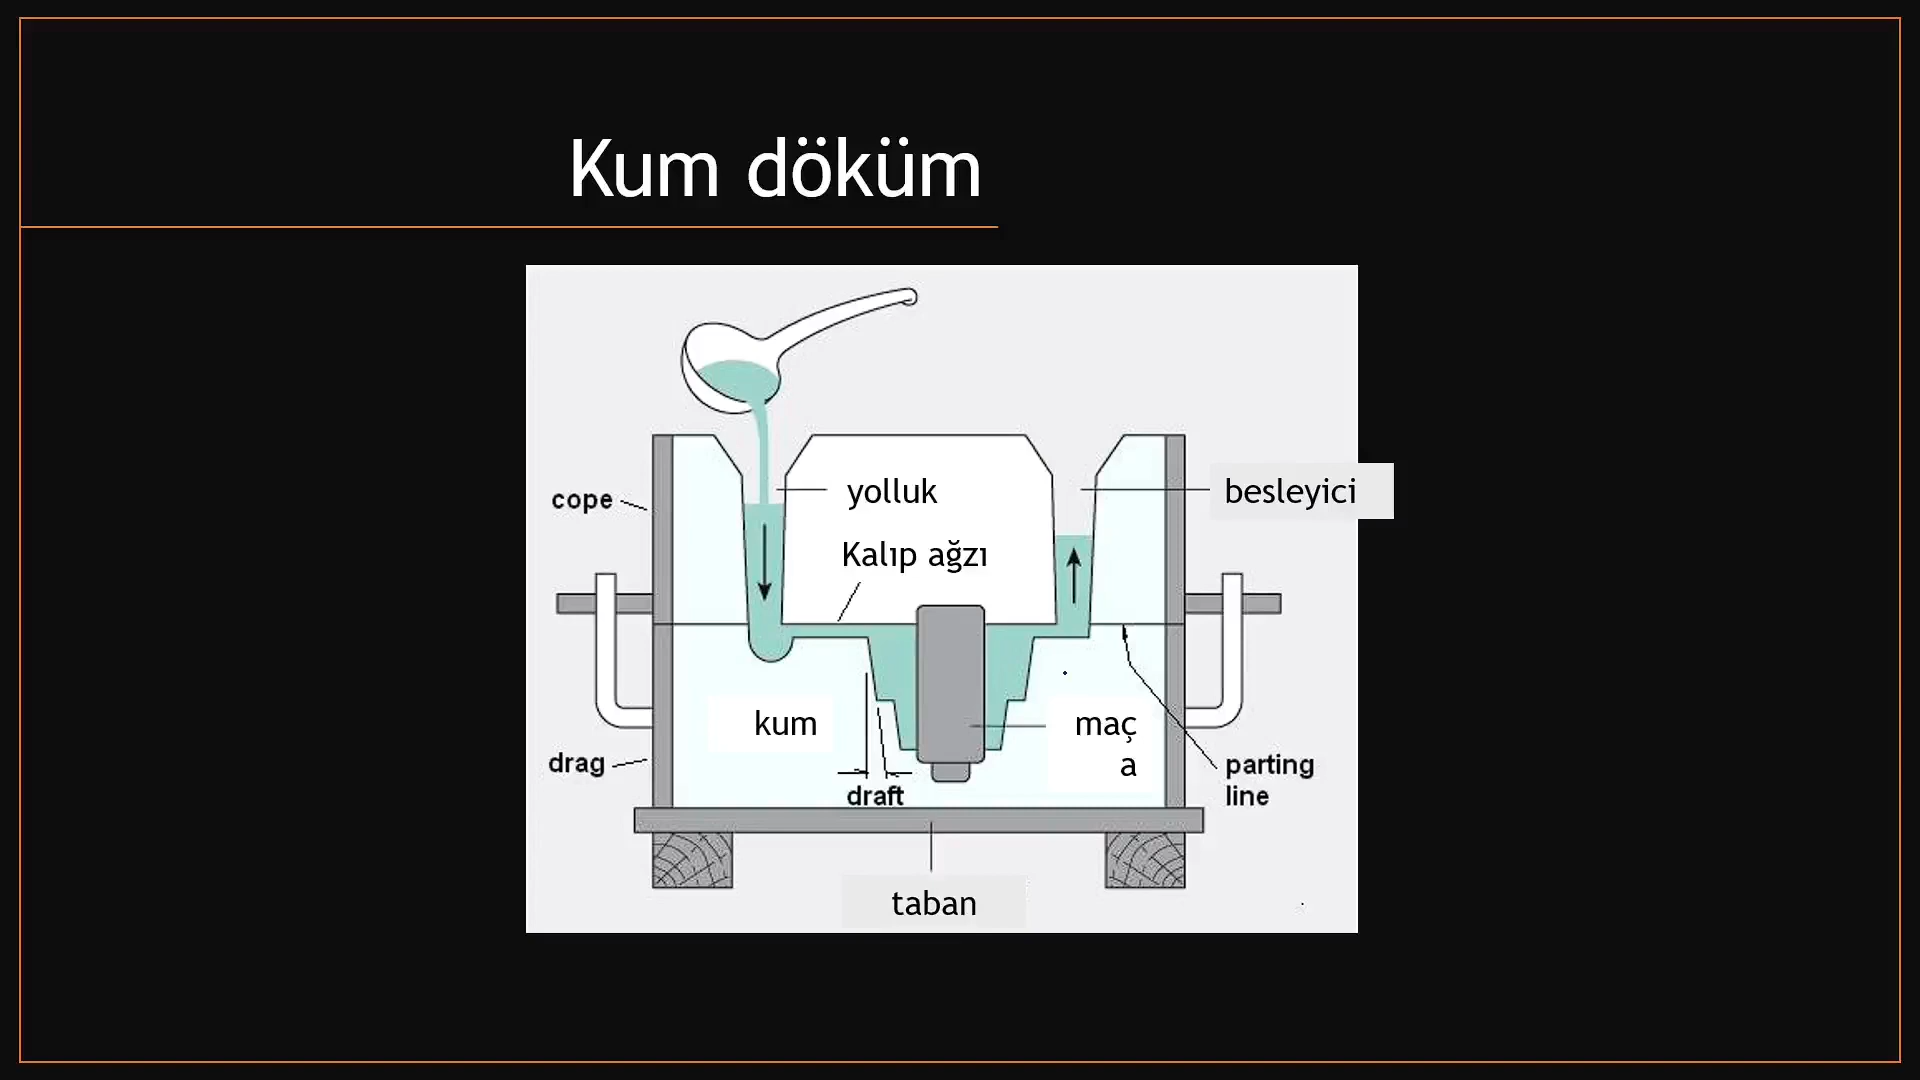 Kum döküm
cope
yolluk
besleyici
Kalıp ağzı
kum
maç
a
drag
draft
parting
line
taban